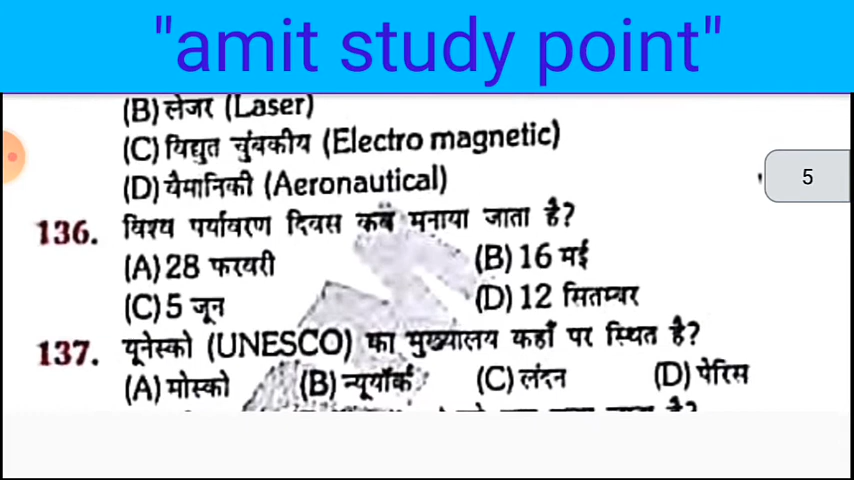 "amit study point"
(B) लेजर (Laser)
(C) विद्युत चुंबकीय (Electro magnetic)
(D) वैमानिकी (Aeronautical)
5
136. विश्व पर्यावरण दिवस कब मनाया जाता है?
(A) 28 फरवरी (B) 16 मई
(C) 5 जून (D) 12 सितम्बर
137. यूनेस्को (UNESCO) का मुख्यालय कहाँ पर स्थित है?
(A) मोस्को (B) न्यूयॉर्क (C) लंदन (D) पेरिस